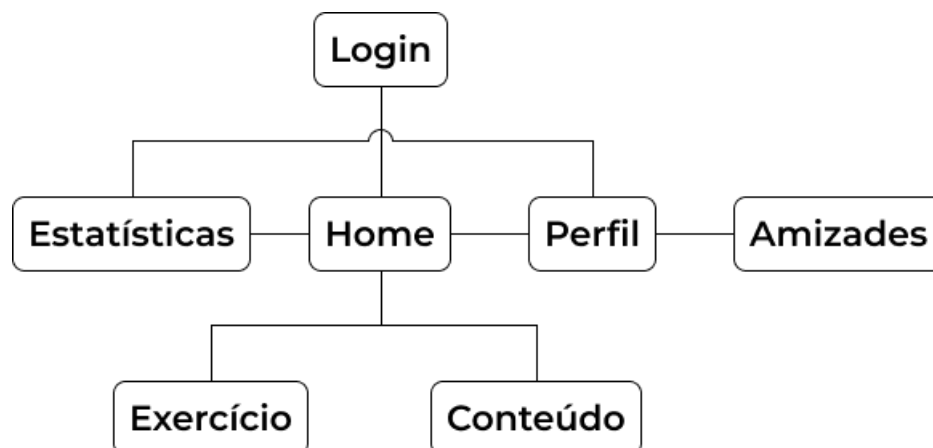 Login
Estatísticas
Home
Perfil
Amizades
Exercício
Conteúdo